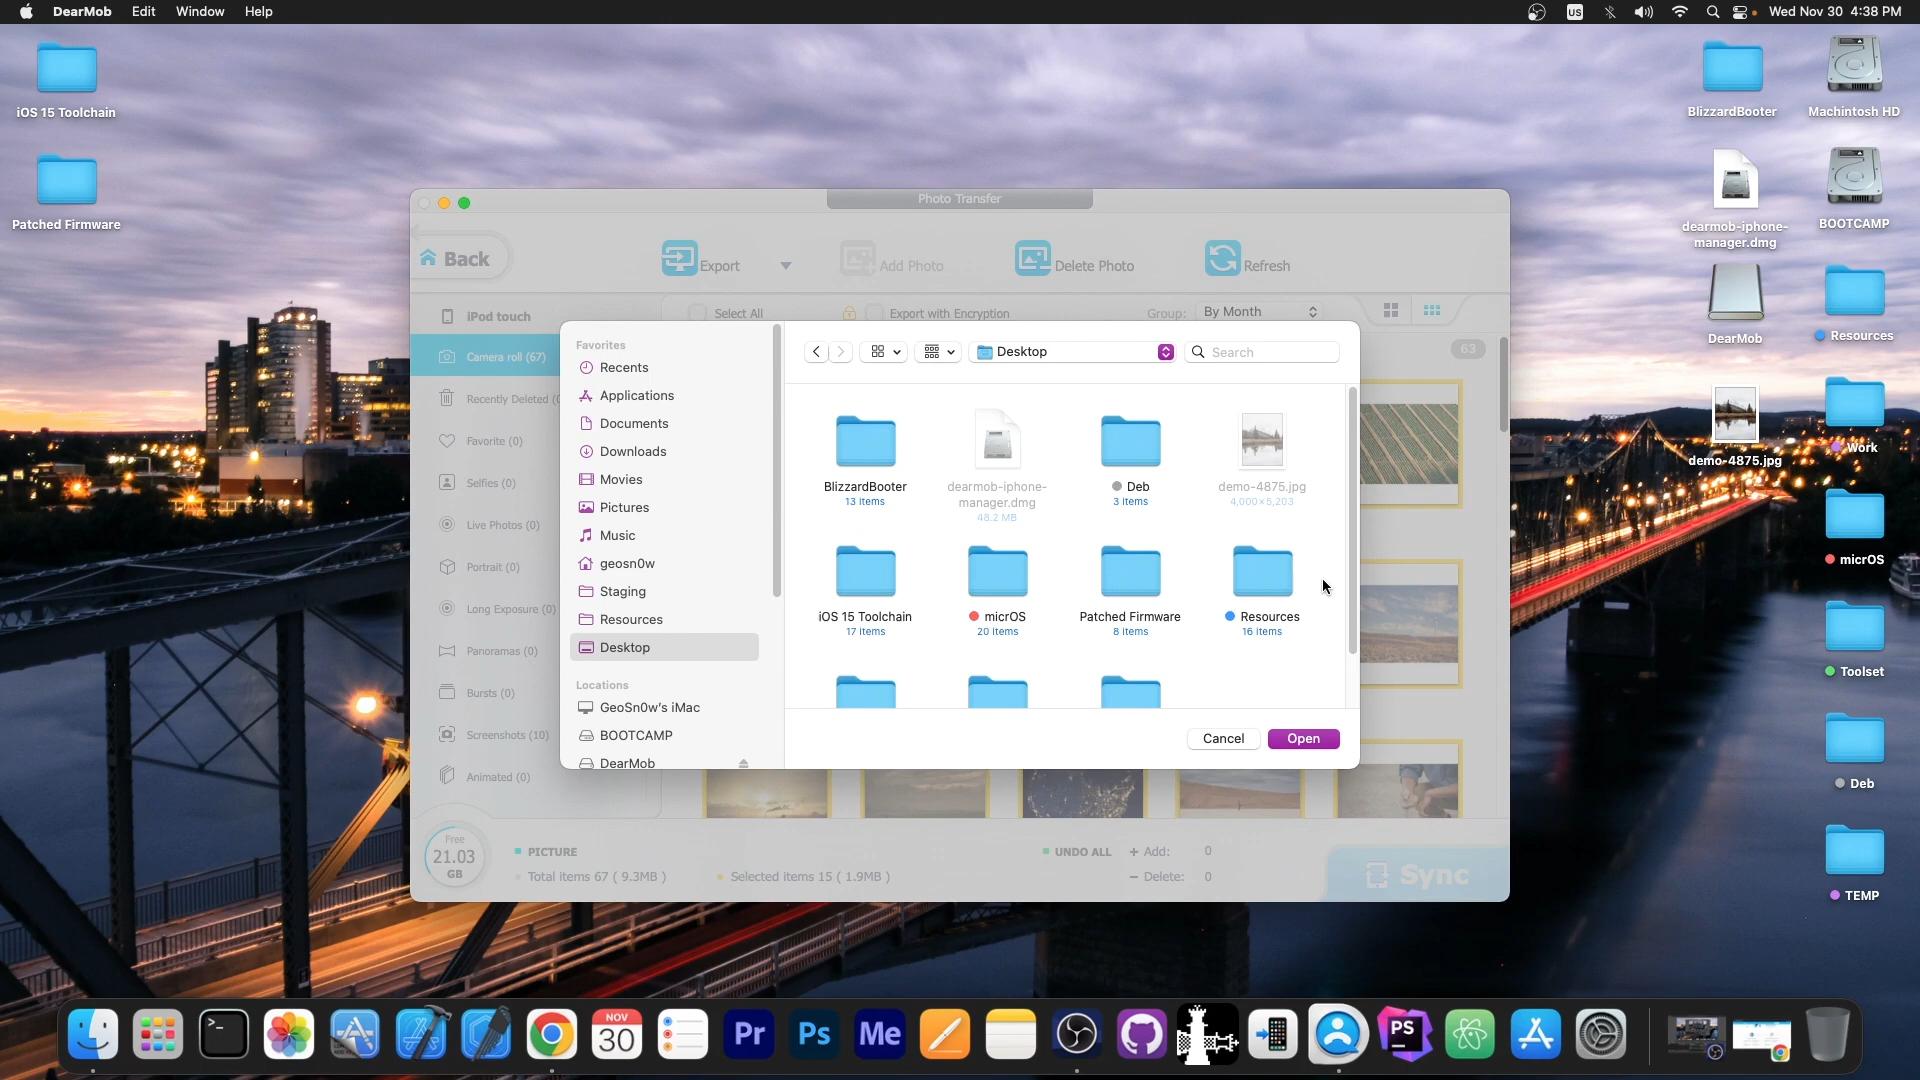 DearMob Edit Window Help
US
Wed Nov 30 4:38 PM
iOS 15 Toolchain
Patched Firmware
BlizzardBooter
Machintosh HD
dearmob-iphone-
manager.dmg
BOOTCAMP
DearMob
Resources
demo-4875.jpg
Work
micrOS
Toolset
Deb
TEMP
Photo Transfer
Back
Export
Add Photo
Delete Photo
Refresh
iPod touch
Select All
Export with Encryption
Group: By Month
Camera roll (67)
63
Recently Deleted (
Favorite (0)
Selfies (0)
Live Photos (0)
Portrait (0)
Long Exposure (0)
Panoramas (0)
Bursts (0)
Screenshots (10)
Animated (0)
Favorites
Recents
Applications
Documents
Downloads
Movies
Pictures
Music
geosn0w
Staging
Resources
Desktop
Locations
GeoSn0w's iMac
BOOTCAMP
DearMob
Desktop
Search
BlizzardBooter
13 items
dearmob-iphone-
manager.dmg
48.2 MB
Deb
3 items
demo-4875.jpg
4,000×5,203
iOS 15 Toolchain
17 items
micrOS
20 items
Patched Firmware
8 items
Resources
16 items
Cancel
Open
Free
21.03
GB
PICTURE
Total items 67 ( 9.3MB )
Selected items 15 ( 1.9MB )
UNDO ALL
+ Add: 0
− Delete: 0
Sync
>_
NOV
30
Pr
Ps
Me
PS